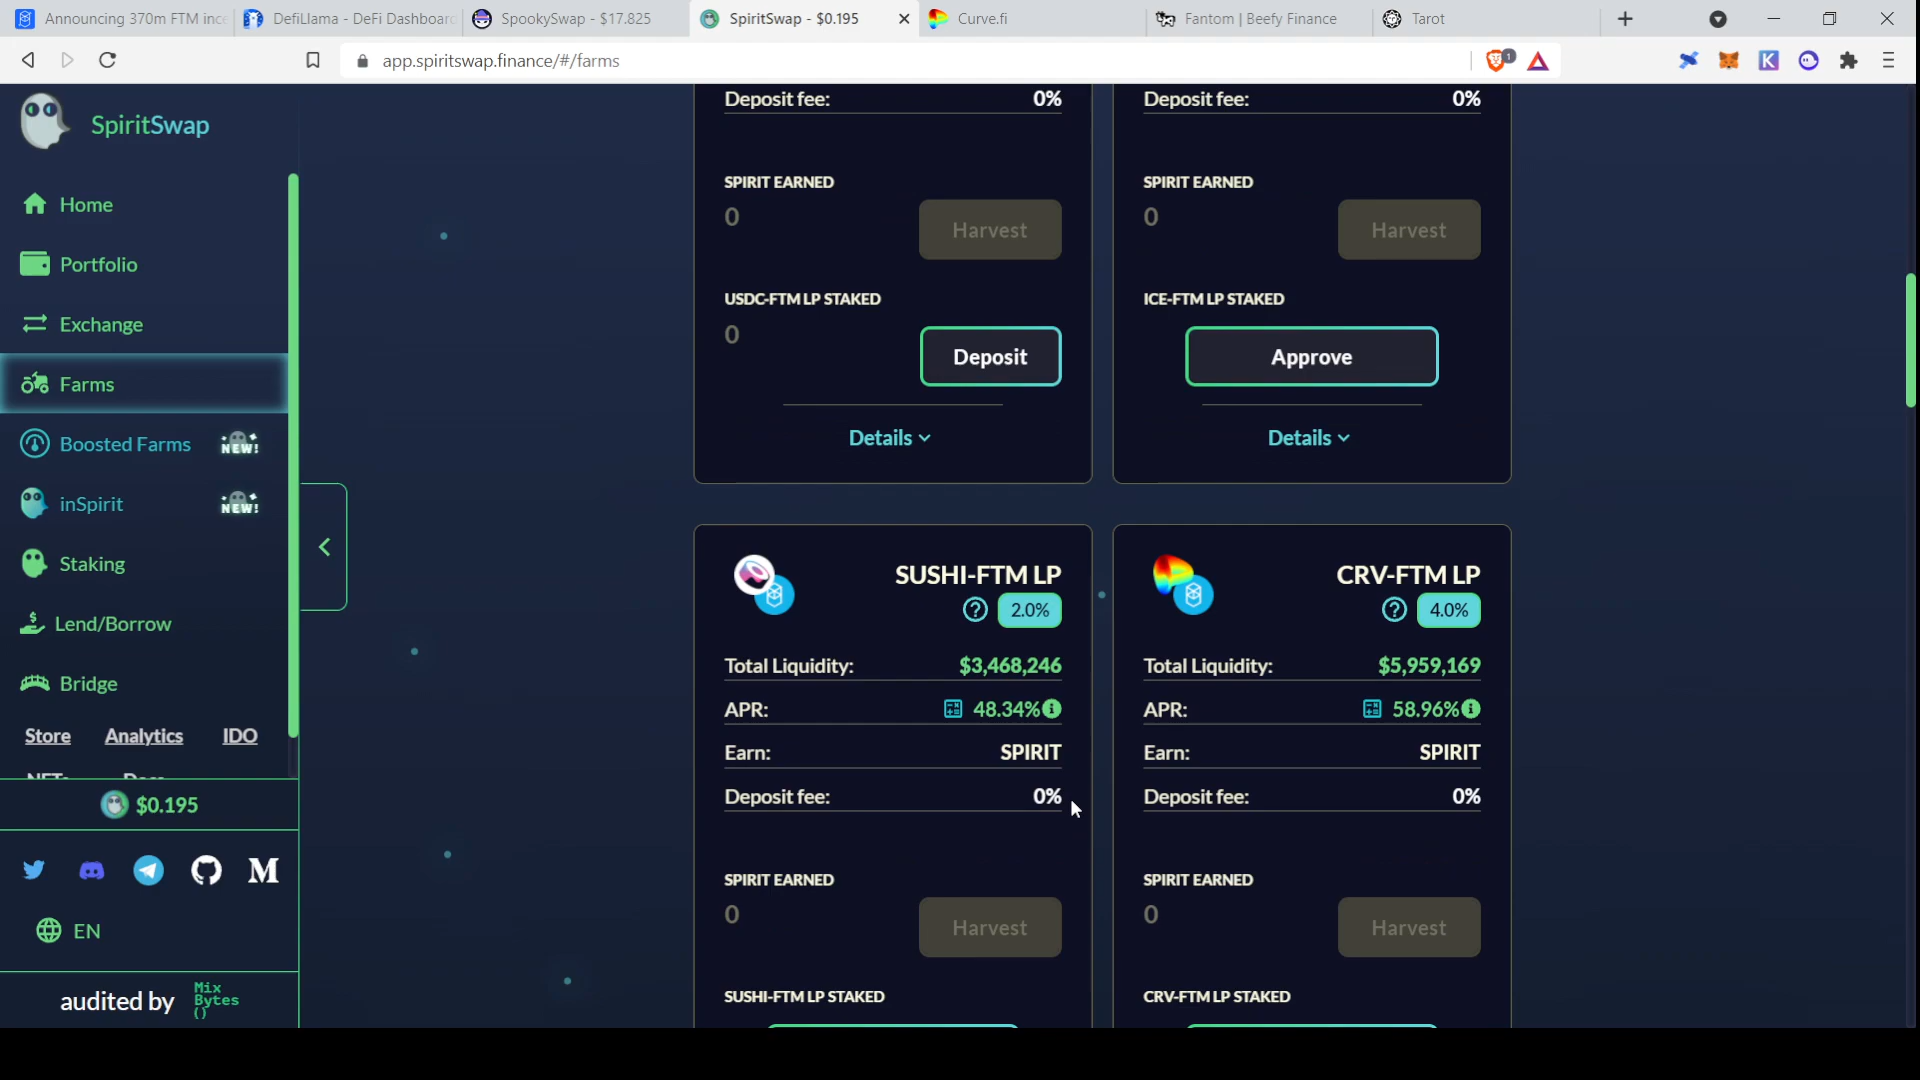 Announcing 370m FTM ince
DefiLlama - DeFi Dashboard
SpookySwap - $17.825
SpiritSwap - $0.195
Curve.fi
Fantom | Beefy Finance
Tarot
app.spiritswap.finance/#/farms
1
SpiritSwap
Home
Portfolio
Exchange
Farms
Boosted Farms
NEW!
inSpirit
NEW!
Staking
Lend/Borrow
Bridge
Store Analytics IDO
NFTs Docs
$0.195
EN
audited by
Mix
Bytes
()
Deposit fee: 0%
SPIRIT EARNED
0
Harvest
USDC-FTM LP STAKED
0
Deposit
Details
Deposit fee: 0%
SPIRIT EARNED
0
Harvest
ICE-FTM LP STAKED
Approve
Details
SUSHI-FTM LP
2.0%
Total Liquidity: $3,468,246
APR: 48.34%
Earn: SPIRIT
Deposit fee: 0%
SPIRIT EARNED
0
Harvest
SUSHI-FTM LP STAKED
CRV-FTM LP
4.0%
Total Liquidity: $5,959,169
APR: 58.96%
Earn: SPIRIT
Deposit fee: 0%
SPIRIT EARNED
0
Harvest
CRV-FTM LP STAKED